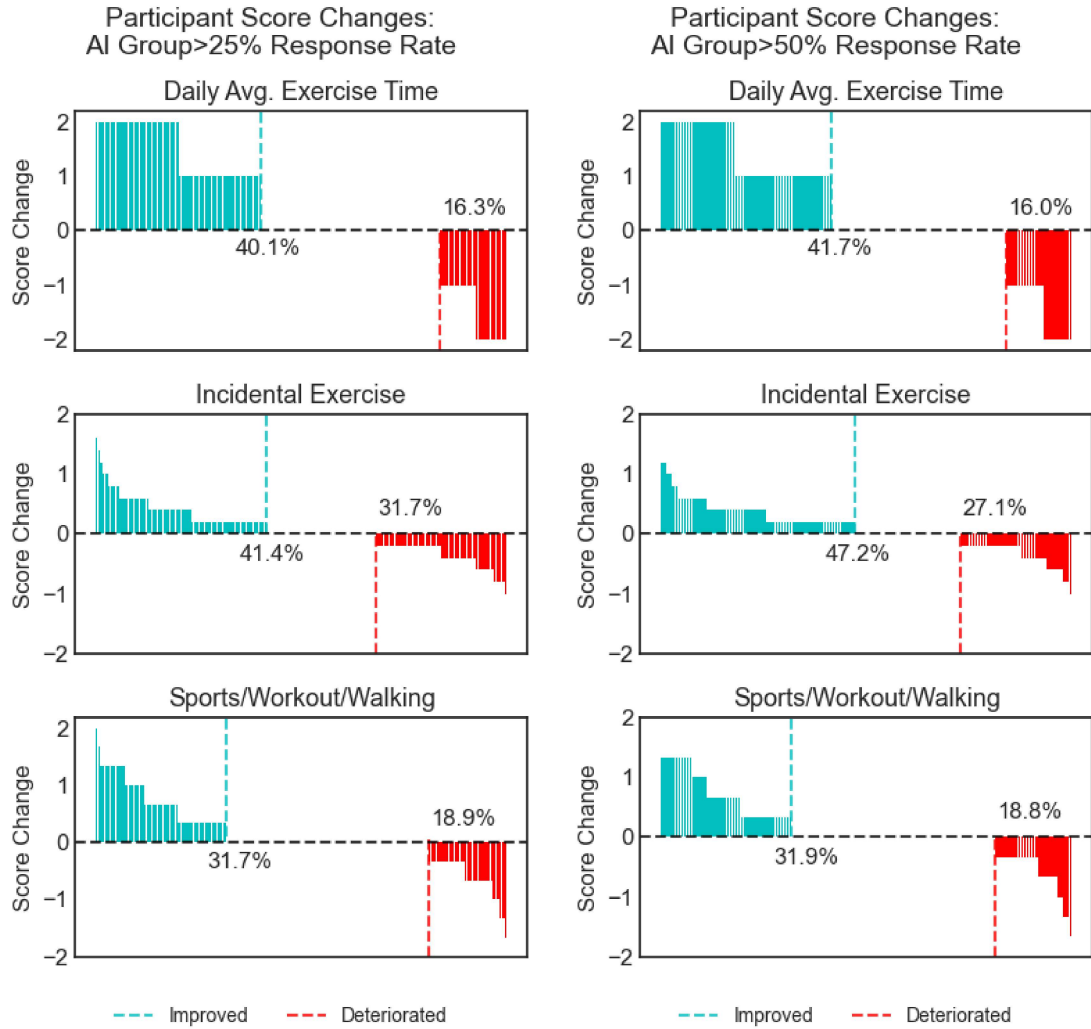 Participant Score Changes:
AI Group>25% Response Rate
Daily Avg. Exercise Time
Score Change
2
1
0
−1
−2
40.1%
16.3%
Incidental Exercise
Score Change
2
1
0
−1
−2
41.4%
31.7%
Sports/Workout/Walking
Score Change
2
1
0
−1
−2
31.7%
18.9%
Improved
Deteriorated
Participant Score Changes:
AI Group>50% Response Rate
Daily Avg. Exercise Time
Score Change
2
1
0
−1
−2
41.7%
16.0%
Incidental Exercise
Score Change
2
1
0
−1
−2
47.2%
27.1%
Sports/Workout/Walking
Score Change
2
1
0
−1
−2
31.9%
18.8%
Improved
Deteriorated